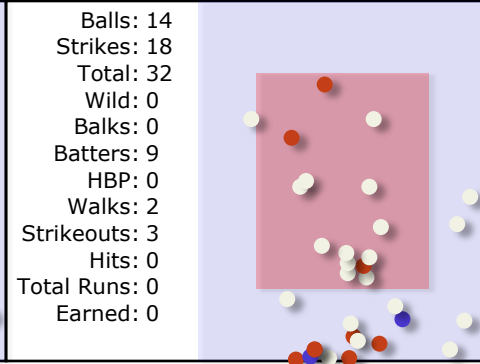 Balls: 14
Strikes: 18
Total: 32
Wild: 0
Balks: 0
Batters: 9
HBP: 0
Walks: 2
Strikeouts: 3
Hits: 0
Total Runs: 0
Earned: 0